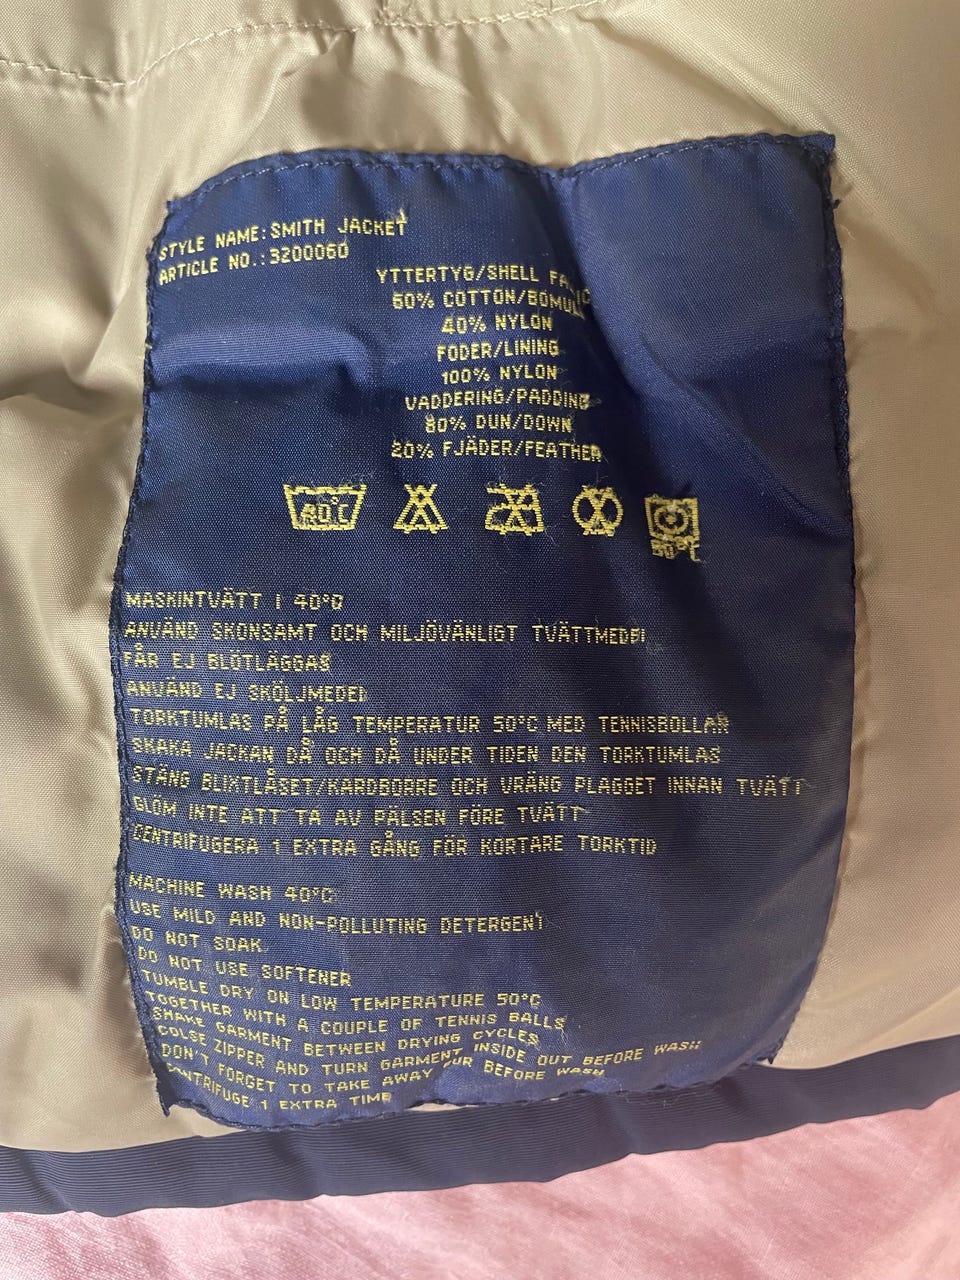 STYLE NAME:SMITH JACKET
ARTICLE NO.:3200060
YTTERTYG/SHELL FABRIC
60% COTTON/BOMULL
40% NYLON
FODER/LINING
100% NYLON
VADDERING/PADDING
80% DUN/DOWN
20% FJÄDER/FEATHER
40°C
50°C
MASKINTVÄTT I 40°C
ANVÄND SKONSAMT OCH MILJÖVÄNLIGT TVÄTTMEDEL
FÅR EJ BLÖTLÄGGAS
ANVÄND EJ SKÖLJMEDED
TORKTUMLAS PÅ LÅG TEMPERATUR 50°C MED TENNISBOLLAR
SKAKA JACKAN DÅ OCH DÅ UNDER TIDEN DEN TORKTUMLAS
STÄNG BLIXTLÅSET/KARDBORRE OCH VRÄNG PLAGGET INNAN TVÄTT
GLÖM INTE ATT TA AV PÄLSEN FÖRE TVÄTT
CENTRIFUGERA 1 EXTRA GÅNG FÖR KORTARE TORKTID
MACHINE WASH 40°C
USE MILD AND NON-POLLUTING DETERGENT
DO NOT SOAK
DO NOT USE SOFTENER
TUMBLE DRY ON LOW TEMPERATURE 50°C
TOGETHER WITH A COUPLE OF TENNIS BALLS
SHAKE GARMENT BETWEEN DRYING CYCLES
COLSE ZIPPER AND TURN GARMENT INSIDE OUT BEFORE WASH
DON'T FORGET TO TAKE AWAY FUR BEFORE WASH
CENTRIFUGE 1 EXTRA TIME